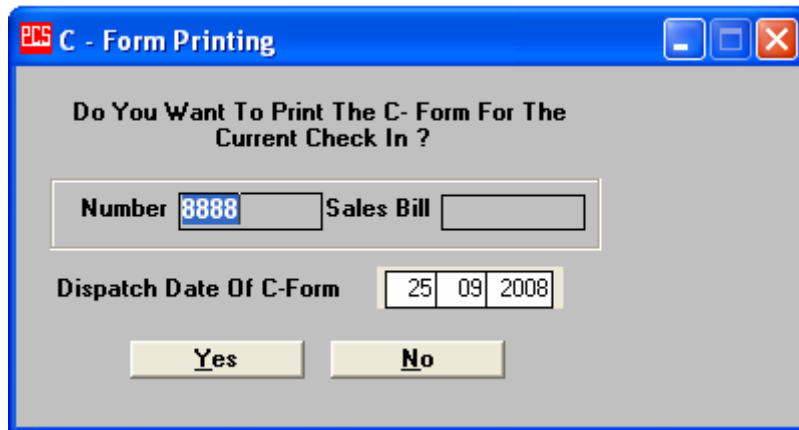 PCS C - Form Printing
Do You Want To Print The C- Form For The
Current Check In ?
Number 8888 Sales Bill
Dispatch Date Of C-Form 25 09 2008
Yes No